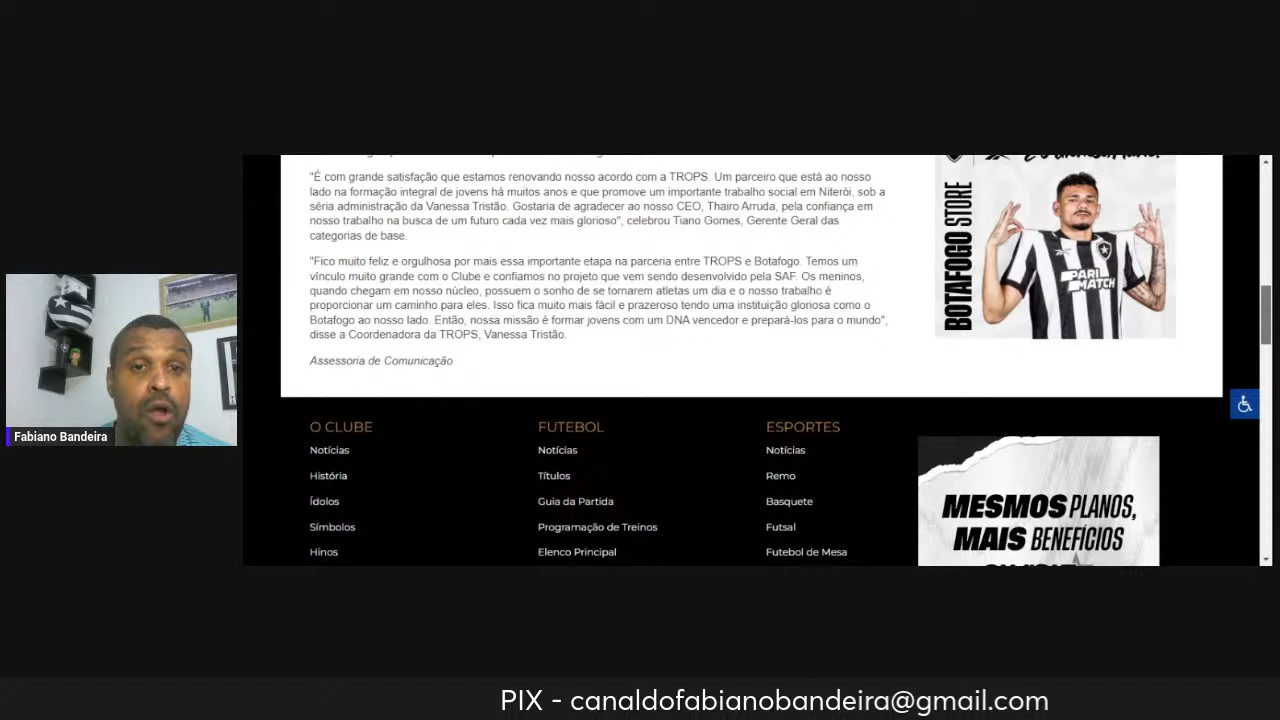 "É com grande satisfação que estamos renovando nosso acordo com a TROPS. Um parceiro que está ao nosso
lado na formação integral de jovens há muitos anos e que promove um importante trabalho social em Niterói, sob a
séria administração da Vanessa Tristão. Gostaria de agradecer ao nosso CEO, Thairo Arruda, pela confiança em
nosso trabalho na busca de um futuro cada vez mais glorioso", celebrou Tiano Gomes, Gerente Geral das
categorias de base.
"Fico muito feliz e orgulhosa por mais essa importante etapa na parceria entre TROPS e Botafogo. Temos um
vínculo muito grande com o Clube e confiamos no projeto que vem sendo desenvolvido pela SAF. Os meninos,
quando chegam em nosso núcleo, possuem o sonho de se tornarem atletas um dia e o nosso trabalho é
proporcionar um caminho para eles. Isso fica muito mais fácil e prazeroso tendo uma instituição gloriosa como o
Botafogo ao nosso lado. Então, nossa missão é formar jovens com um DNA vencedor e prepará-los para o mundo",
disse a Coordenadora da TROPS, Vanessa Tristão.
Assessoria de Comunicação
BOTAFOGO STORE
PARI
MATCH
Fabiano Bandeira
O CLUBE
Notícias
História
Ídolos
Símbolos
Hinos
FUTEBOL
Notícias
Títulos
Guia da Partida
Programação de Treinos
Elenco Principal
ESPORTES
Notícias
Remo
Basquete
Futsal
Futebol de Mesa
MESMOS PLANOS,
MAIS BENEFÍCIOS
PIX - canaldofabianobandeira@gmail.com